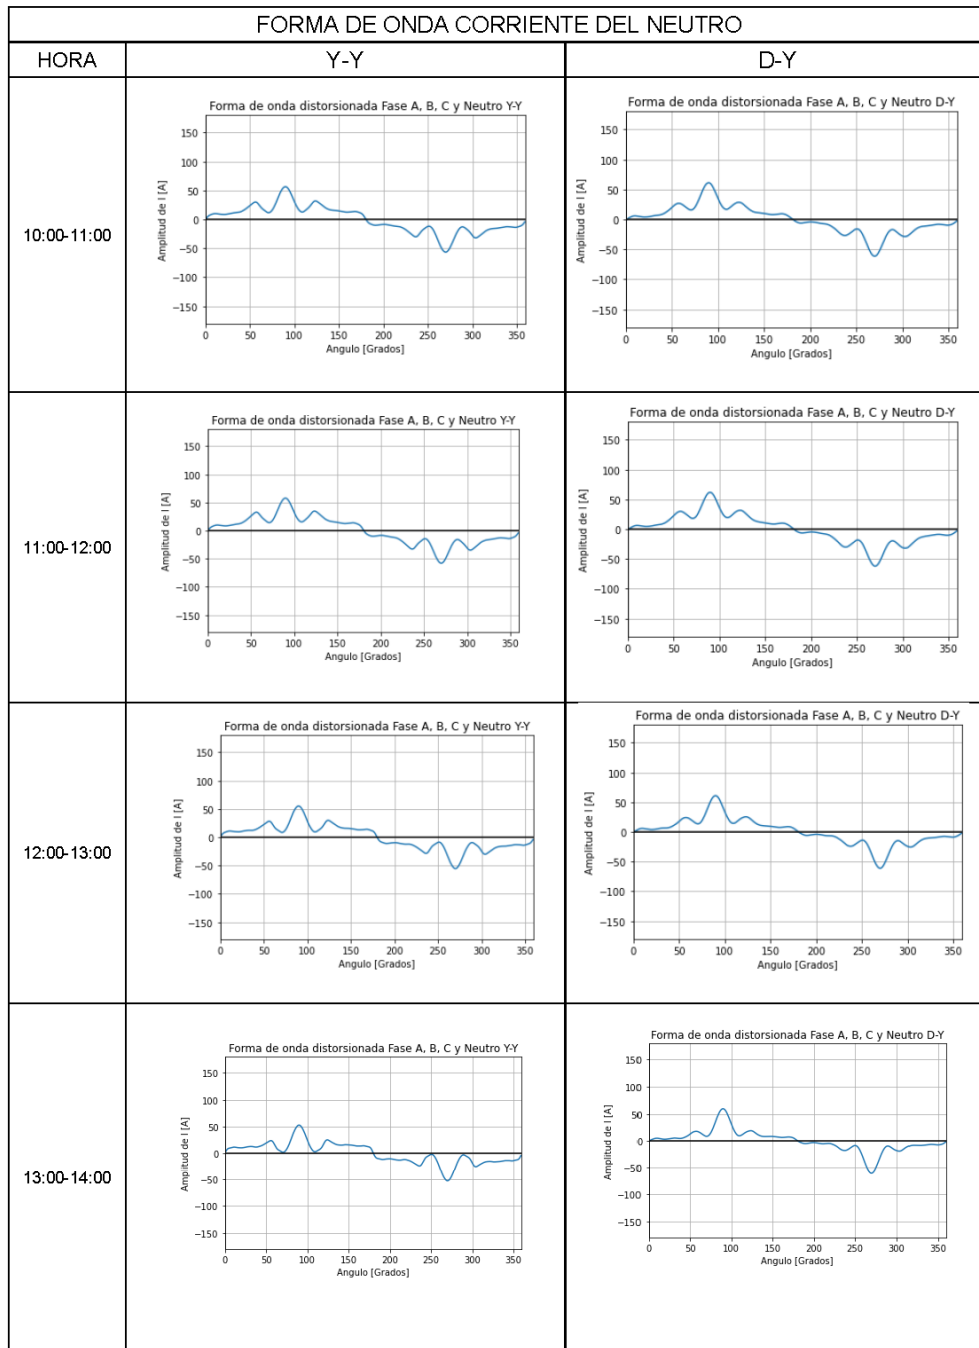 FORMA DE ONDA CORRIENTE DEL NEUTRO
HORA Y-Y D-Y
10:00-11:00
Forma de onda distorsionada Fase A, B, C y Neutro Y-Y
Amplitud de I [A]
150
100
50
0
−50
−100
−150
0 50 100 150 200 250 300 350
Angulo [Grados]
Forma de onda distorsionada Fase A, B, C y Neutro D-Y
Amplitud de I [A]
150
100
50
0
−50
−100
−150
0 50 100 150 200 250 300 350
Angulo [Grados]
11:00-12:00
Forma de onda distorsionada Fase A, B, C y Neutro Y-Y
Amplitud de I [A]
150
100
50
0
−50
−100
−150
0 50 100 150 200 250 300 350
Angulo [Grados]
Forma de onda distorsionada Fase A, B, C y Neutro D-Y
Amplitud de I [A]
150
100
50
0
−50
−100
−150
0 50 100 150 200 250 300 350
Angulo [Grados]
12:00-13:00
Forma de onda distorsionada Fase A, B, C y Neutro Y-Y
Amplitud de I [A]
150
100
50
0
−50
−100
−150
0 50 100 150 200 250 300 350
Angulo [Grados]
Forma de onda distorsionada Fase A, B, C y Neutro D-Y
Amplitud de I [A]
150
100
50
0
−50
−100
−150
0 50 100 150 200 250 300 350
Angulo [Grados]
13:00-14:00
Forma de onda distorsionada Fase A, B, C y Neutro Y-Y
Amplitud de I [A]
150
100
50
0
−50
−100
−150
0 50 100 150 200 250 300 350
Angulo [Grados]
Forma de onda distorsionada Fase A, B, C y Neutro D-Y
Amplitud de I [A]
150
100
50
0
−50
−100
−150
0 50 100 150 200 250 300 350
Angulo [Grados]